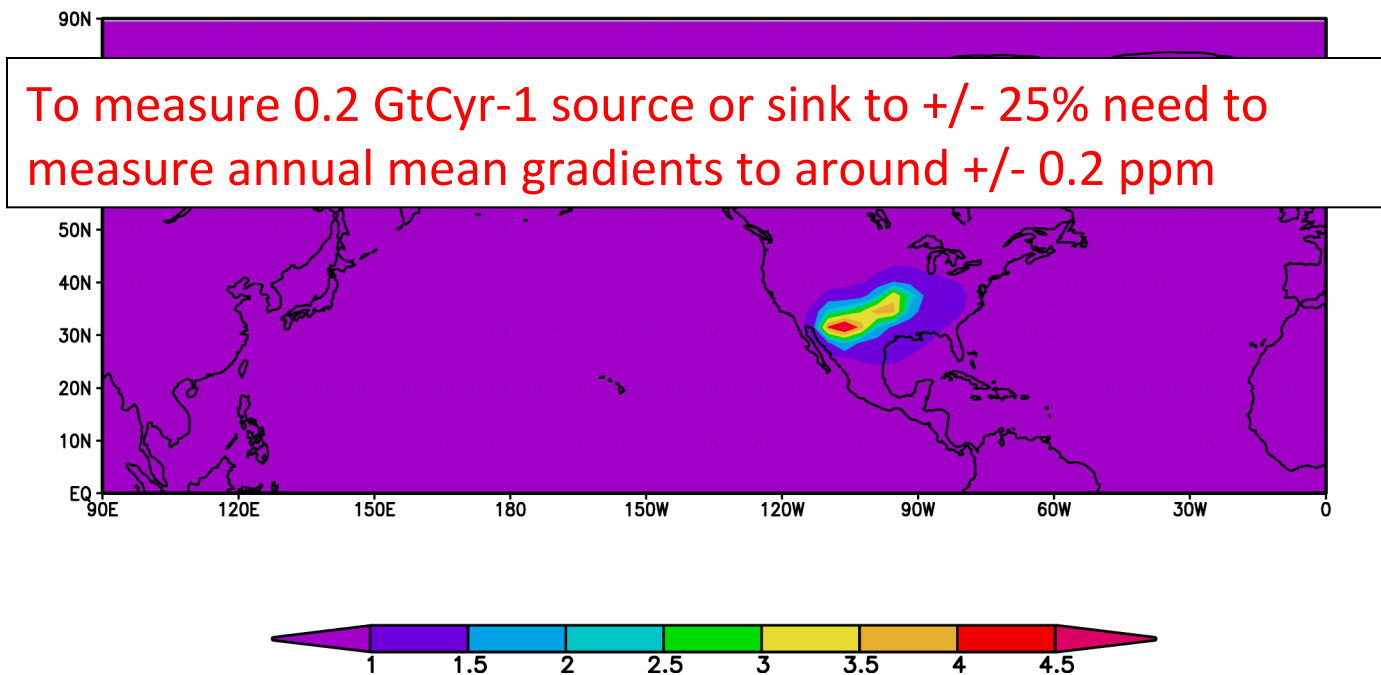 90N
To measure 0.2 GtCyr-1 source or sink to +/- 25% need to
measure annual mean gradients to around +/- 0.2 ppm
50N
40N
30N
20N
10N
EQ
90E 120E 150E 180 150W 120W 90W 60W 30W 0
1 1.5 2 2.5 3 3.5 4 4.5